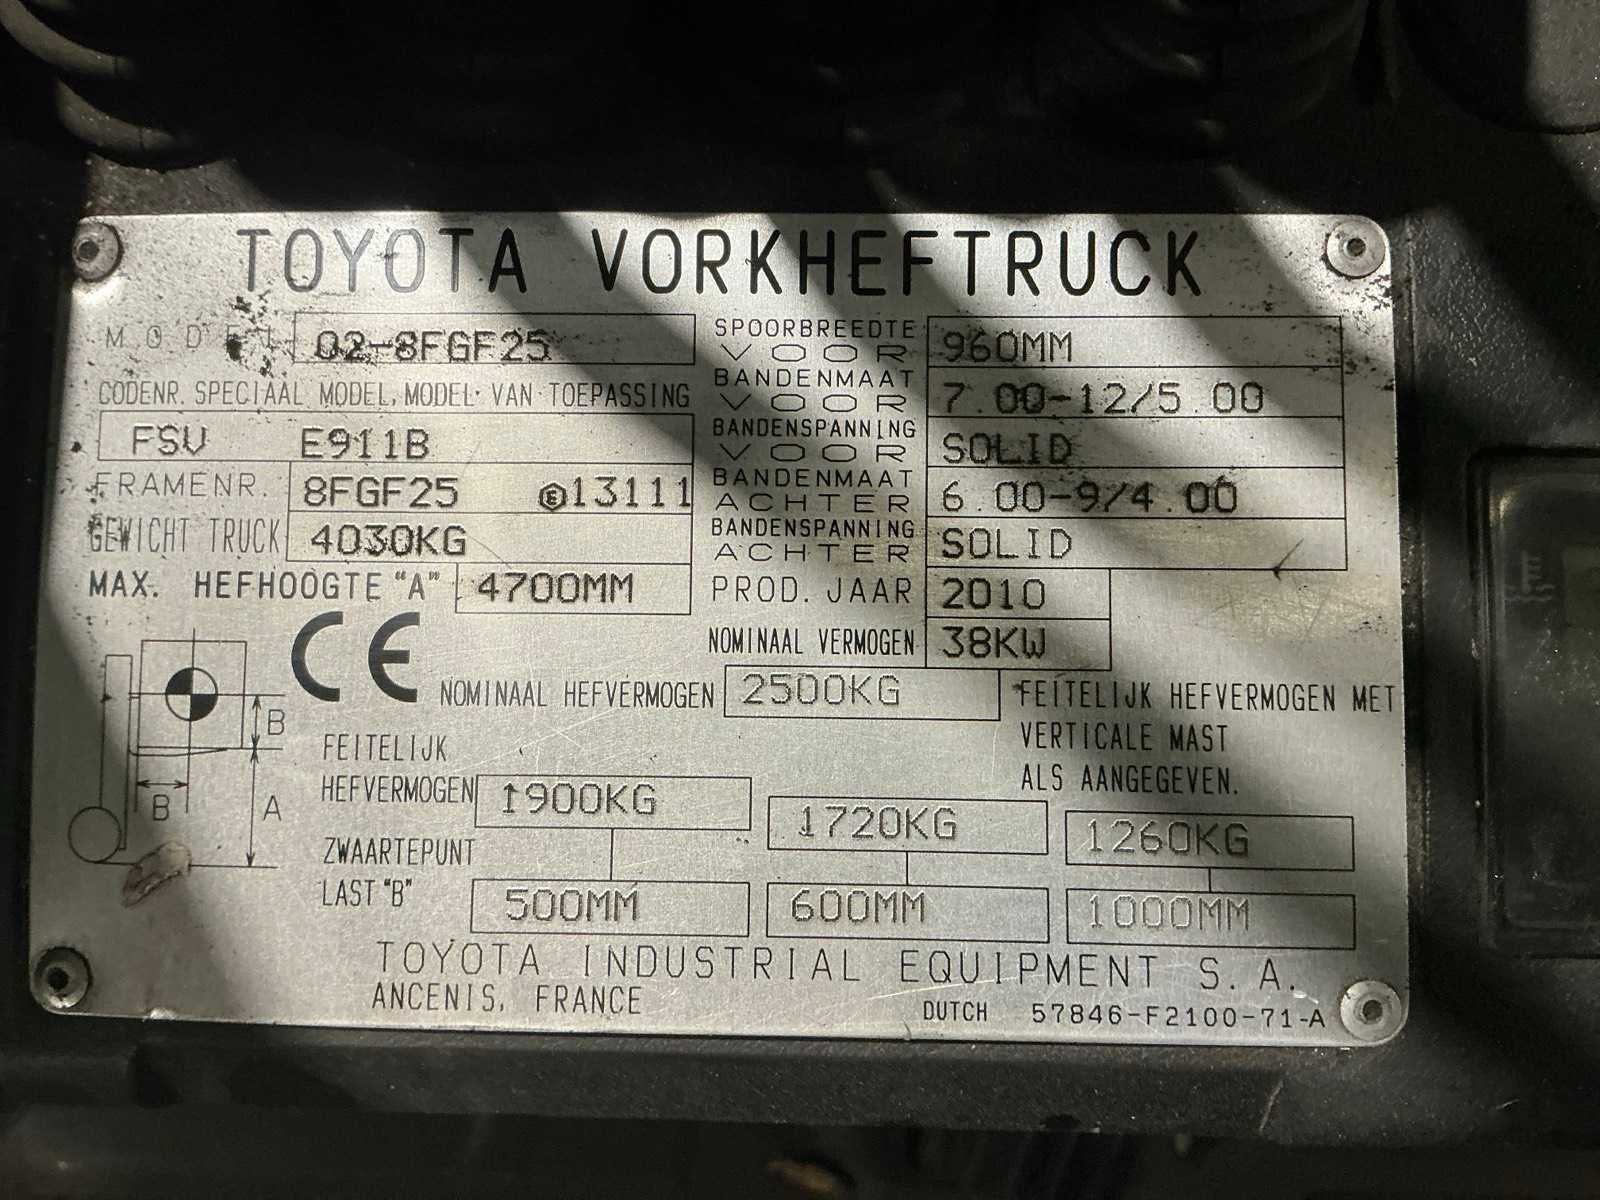 TOYOTA VORKHEFTRUCK
MODEL 02-8FGF25
CODENR. SPECIAAL MODEL, MODEL VAN TOEPASSING
FSV E911B
FRAMENR. 8FGF25 E13111
GEWICHT TRUCK 4030KG
MAX. HEFHOOGTE "A" 4700MM
SPOORBREEDTE VOOR 960MM
BANDENMAAT VOOR 7.00-12/5.00
BANDENSPANNING VOOR SOLID
BANDENMAAT ACHTER 6.00-9/4.00
BANDENSPANNING ACHTER SOLID
PROD. JAAR 2010
NOMINAAL VERMOGEN 38KW
CE
NOMINAAL HEFVERMOGEN 2500KG
FEITELIJK HEFVERMOGEN MET
VERTICALE MAST
ALS AANGEGEVEN.
B
B
A
FEITELIJK
HEFVERMOGEN 1900KG 1720KG 1260KG
ZWAARTEPUNT
LAST "B" 500MM 600MM 1000MM
TOYOTA INDUSTRIAL EQUIPMENT S.A.
ANCENIS, FRANCE
DUTCH 57846-F2100-71-A